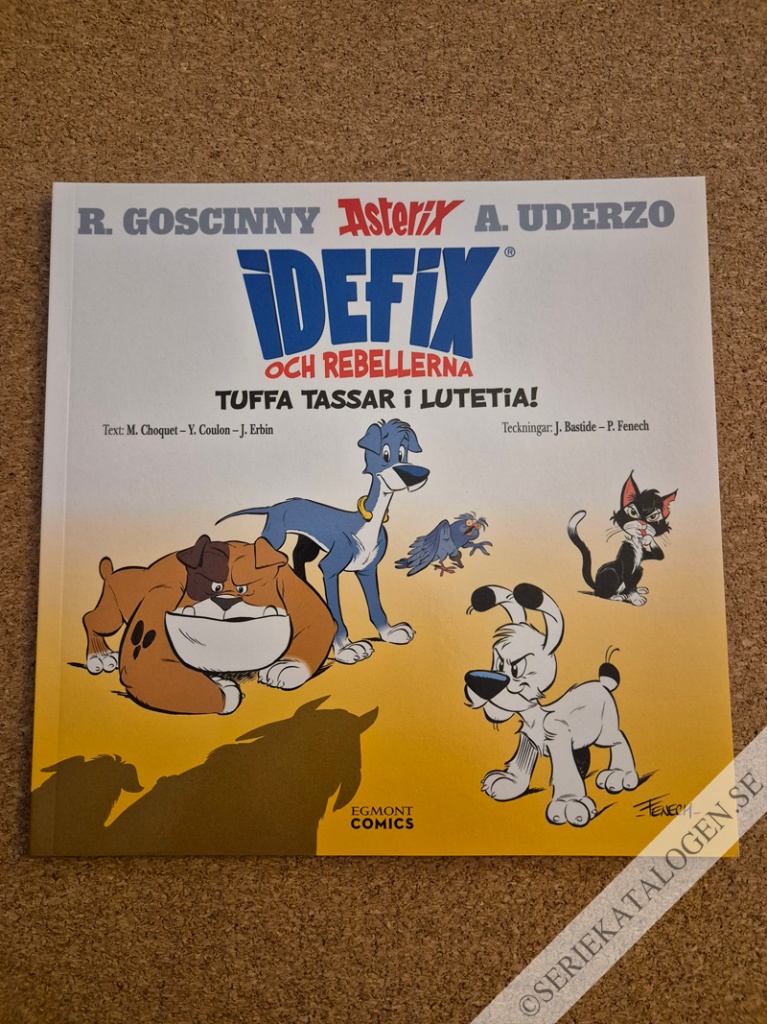 R. GOSCINNY Asterix A. UDERZO
iDEFiX®
OCH REBELLERNA
TUFFA TASSAR i LUTETiA!
Text: M. Choquet – Y. Coulon – J. Erbin
Teckningar: J. Bastide – P. Fenech
-FENECH-
EGMONT
COMICS
©SERIEKATALOGEN.SE